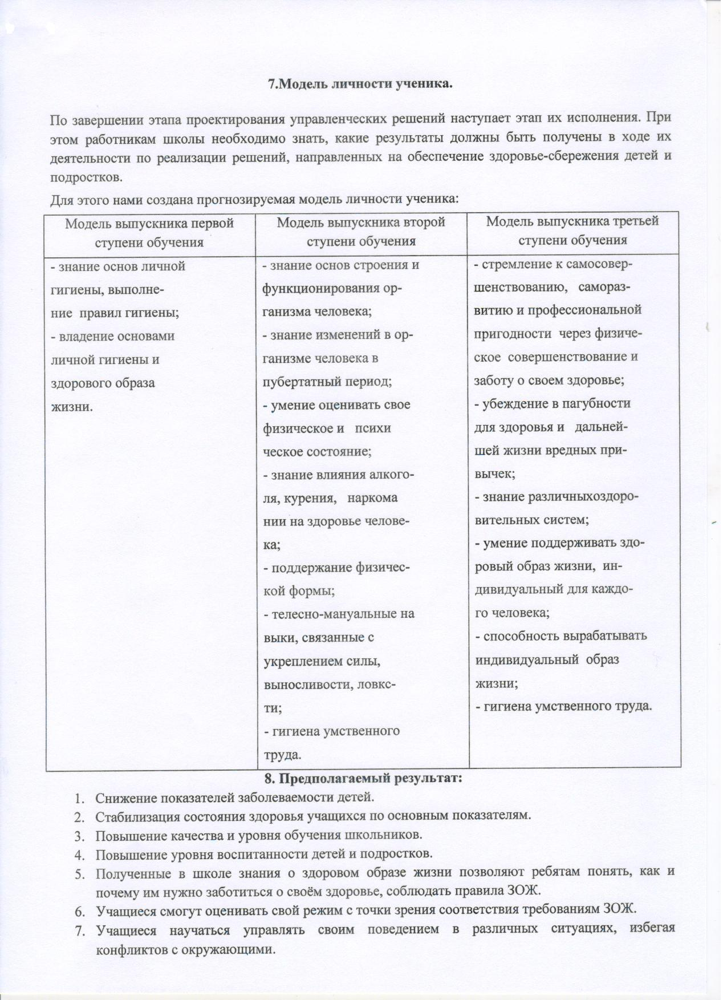 7.Модель личности ученика.
По завершении этапа проектирования управленческих решений наступает этап их исполнения. При
этом работникам школы необходимо знать, какие результаты должны быть получены в ходе их
деятельности по реализации решений, направленных на обеспечение здоровье-сбережения детей и
подростков.
Для этого нами создана прогнозируемая модель личности ученика:
Модель выпускника первой
ступени обучения
Модель выпускника второй
ступени обучения
Модель выпускника третьей
ступени обучения
- знание основ личной
гигиены, выполне-
ние правил гигиены;
- владение основами
личной гигиены и
здорового образа
жизни.
- знание основ строения и
функционирования ор-
ганизма человека;
- знание изменений в ор-
ганизме человека в
пубертатный период;
- умение оценивать свое
физическое и психи
ческое состояние;
- знание влияния алкого-
ля, курения, наркома
нии на здоровье челове-
ка;
- поддержание физичес-
кой формы;
- телесно-мануальные на
выки, связанные с
укреплением силы,
выносливости, ловкс-
ти;
- гигиена умственного
труда.
- стремление к самосовер-
шенствованию, самораз-
витию и профессиональной
пригодности через физиче-
ское совершенствование и
заботу о своем здоровье;
- убеждение в пагубности
для здоровья и дальней-
шей жизни вредных при-
вычек;
- знание различныхоздоро-
вительных систем;
- умение поддерживать здо-
ровый образ жизни, ин-
дивидуальный для каждо-
го человека;
- способность вырабатывать
индивидуальный образ
жизни;
- гигиена умственного труда.
8. Предполагаемый результат:
1. Снижение показателей заболеваемости детей.
2. Стабилизация состояния здоровья учащихся по основным показателям.
3. Повышение качества и уровня обучения школьников.
4. Повышение уровня воспитанности детей и подростков.
5. Полученные в школе знания о здоровом образе жизни позволяют ребятам понять, как и
почему им нужно заботиться о своём здоровье, соблюдать правила ЗОЖ.
6. Учащиеся смогут оценивать свой режим с точки зрения соответствия требованиям ЗОЖ.
7. Учащиеся научаться управлять своим поведением в различных ситуациях, избегая
конфликтов с окружающими.